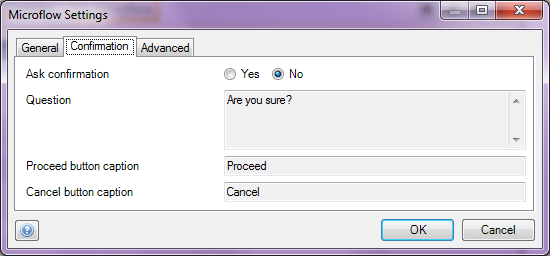 Microflow Settings
General Confirmation Advanced
Ask confirmation Yes No
Question Are you sure?
Proceed button caption Proceed
Cancel button caption Cancel
? OK Cancel